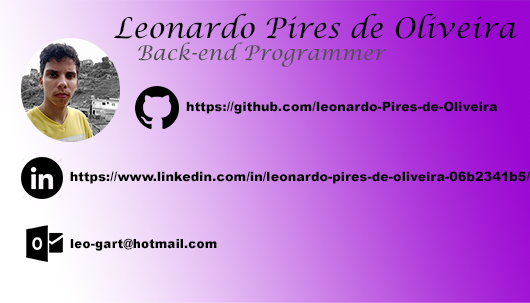 Leonardo Pires de Oliveira
Back-end Programmer
https://github.com/leonardo-Pires-de-Oliveira
in
https://www.linkedin.com/in/leonardo-pires-de-oliveira-06b2341b5/
O
leo-gart@hotmail.com